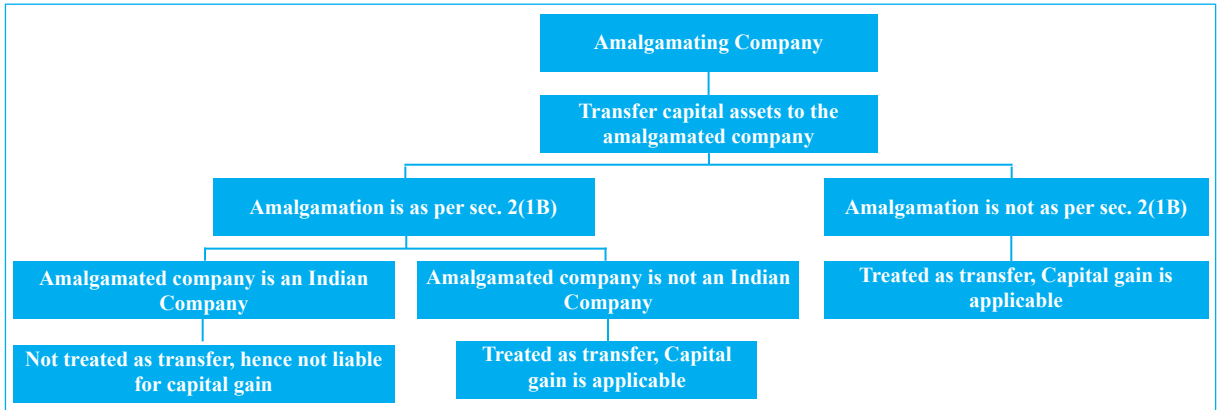 Amalgamating Company
Transfer capital assets to the
amalgamated company
Amalgamation is as per sec. 2(1B)
Amalgamation is not as per sec. 2(1B)
Amalgamated company is an Indian
Company
Amalgamated company is not an Indian
Company
Treated as transfer, Capital gain is
applicable
Not treated as transfer, hence not liable
for capital gain
Treated as transfer, Capital
gain is applicable